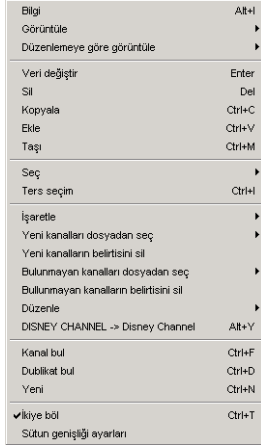 Bilgi Alt+I
Görüntüle
Düzenlemeye göre görüntüle
Veri değiştir Enter
Sil Del
Kopyala Ctrl+C
Ekle Ctrl+V
Taşı Ctrl+M
Seç
Ters seçim Ctrl+I
İşaretle
Yeni kanalları dosyadan seç
Yeni kanalların belirtisini sil
Bulunmayan kanalları dosyadan seç
Bullunmayan kanalların belirtisini sil
Düzenle
DISNEY CHANNEL -> Disney Channel Alt+Y
Kanal bul Ctrl+F
Dublikat bul Ctrl+D
Yeni Ctrl+N
İkiye böl Ctrl+T
Sütun genişliği ayarları